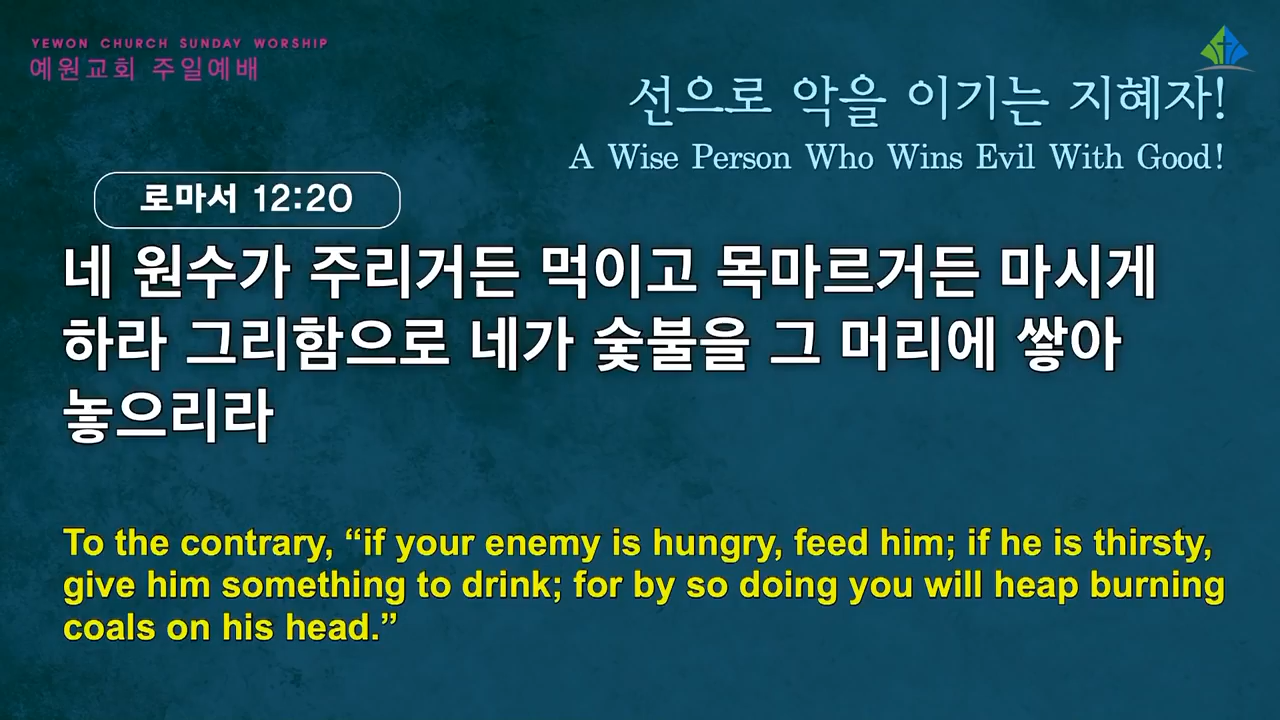 YEWON CHURCH SUNDAY WORSHIP
예원교회 주일예배
선으로 악을 이기는 지혜자!
A Wise Person Who Wins Evil With Good!
로마서 12:20
네 원수가 주리거든 먹이고 목마르거든 마시게
하라 그리함으로 네가 숯불을 그 머리에 쌓아
놓으리라
To the contrary, “if your enemy is hungry, feed him; if he is thirsty,
give him something to drink; for by so doing you will heap burning
coals on his head.”